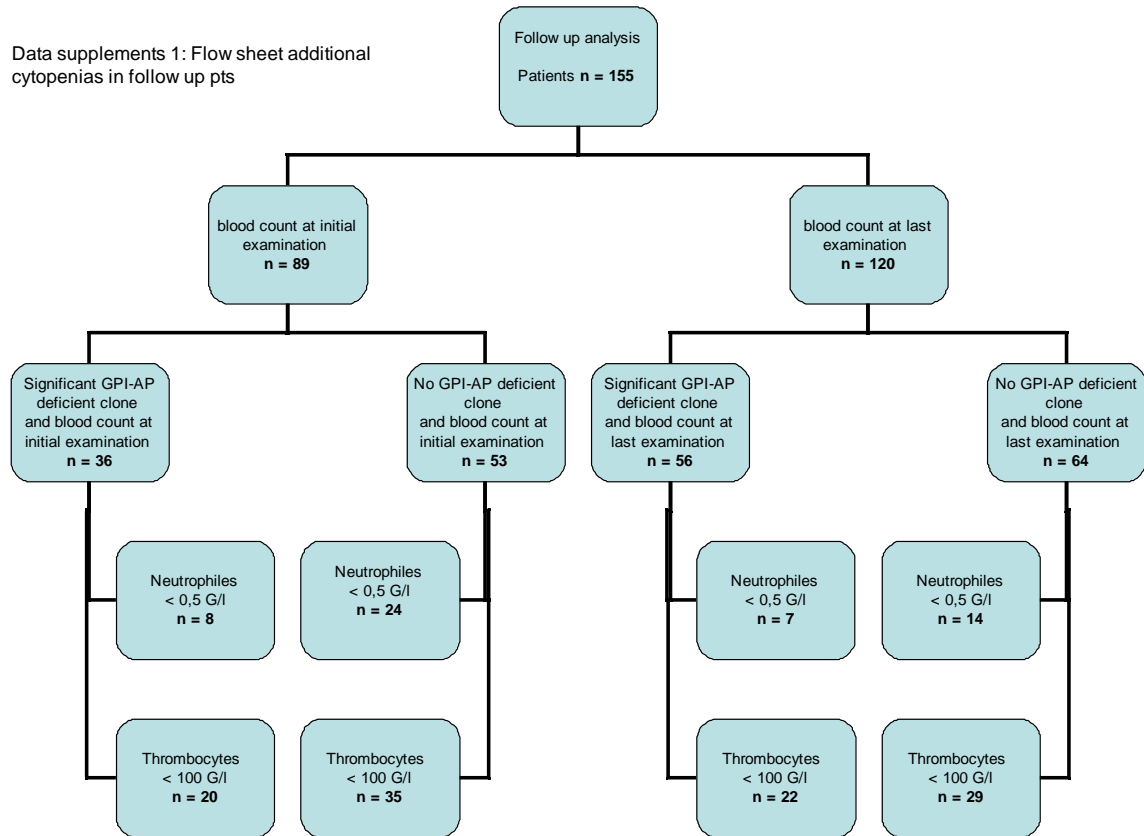 Data supplements 1: Flow sheet additional
cytopenias in follow up pts
Follow up analysis
Patients n = 155
blood count at initial
examination
n = 89
blood count at last
examination
n = 120
Significant GPI-AP
deficient clone
and blood count at
initial examination
n = 36
No GPI-AP deficient
clone
and blood count at
initial examination
n = 53
Significant GPI-AP
deficient clone
and blood count at
last examination
n = 56
No GPI-AP deficient
clone
and blood count at
last examination
n = 64
Neutrophiles
< 0,5 G/l
n = 8
Neutrophiles
< 0,5 G/l
n = 24
Neutrophiles
< 0,5 G/l
n = 7
Neutrophiles
< 0,5 G/l
n = 14
Thrombocytes
< 100 G/l
n = 20
Thrombocytes
< 100 G/l
n = 35
Thrombocytes
< 100 G/l
n = 22
Thrombocytes
< 100 G/l
n = 29